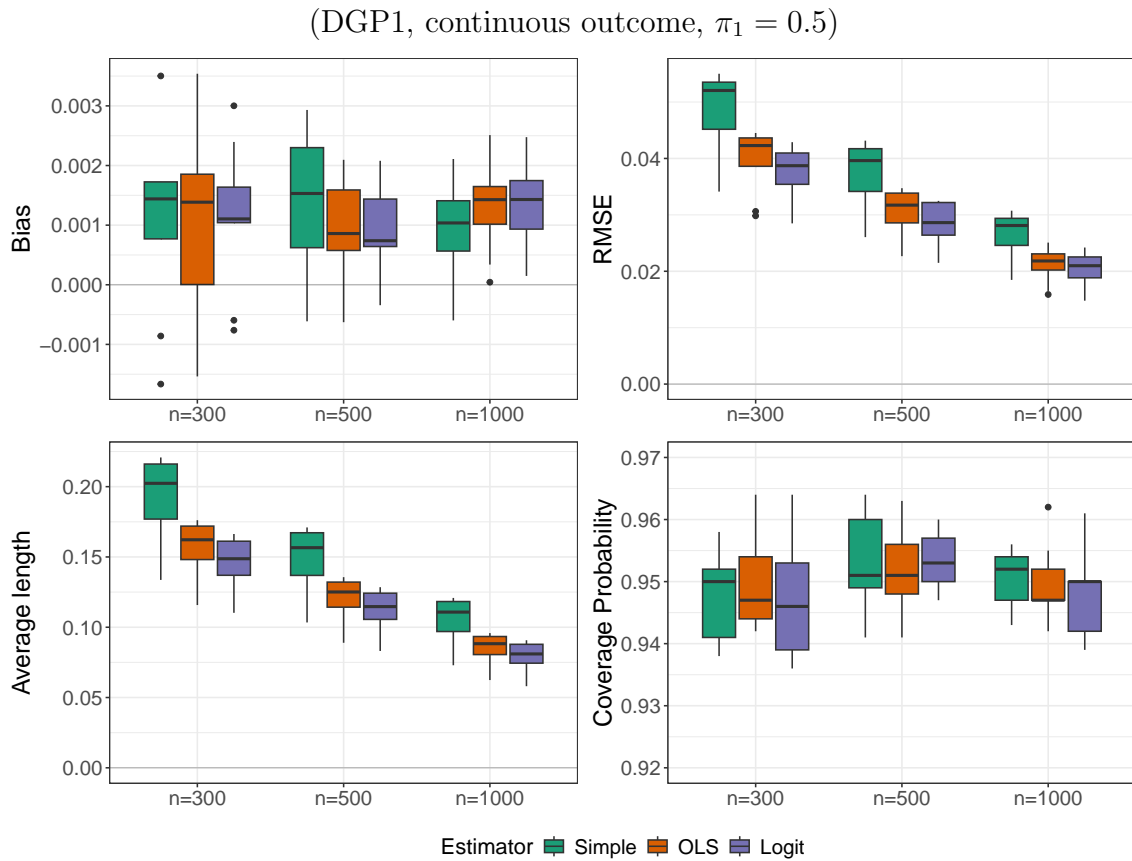 (DGP1, continuous outcome, π₁ = 0.5)
Bias
0.003
0.002
0.001
0.000
−0.001
n=300 n=500 n=1000
RMSE
0.04
0.02
0.00
n=300 n=500 n=1000
Average length
0.20
0.15
0.10
0.05
0.00
n=300 n=500 n=1000
Coverage Probability
0.97
0.96
0.95
0.94
0.93
0.92
n=300 n=500 n=1000
Estimator Simple OLS Logit